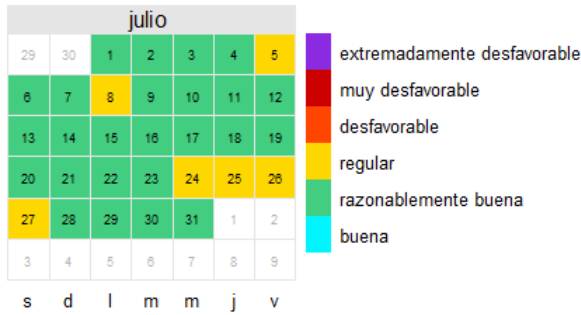 julio
29 30 1 2 3 4 5
6 7 8 9 10 11 12
13 14 15 16 17 18 19
20 21 22 23 24 25 26
27 28 29 30 31 1 2
3 4 5 6 7 8 9
s d l m m j v
extremadamente desfavorable
muy desfavorable
desfavorable
regular
razonablemente buena
buena